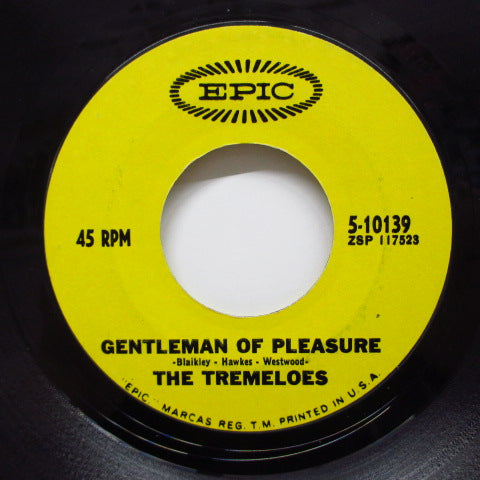 EPIC
45 RPM
5-10139
ZSP 117523
GENTLEMAN OF PLEASURE
-Blaikley - Hawkes - Westwood-
THE TREMELOES
"EPIC" MARCAS REG. T.M. PRINTED IN U.S.A.